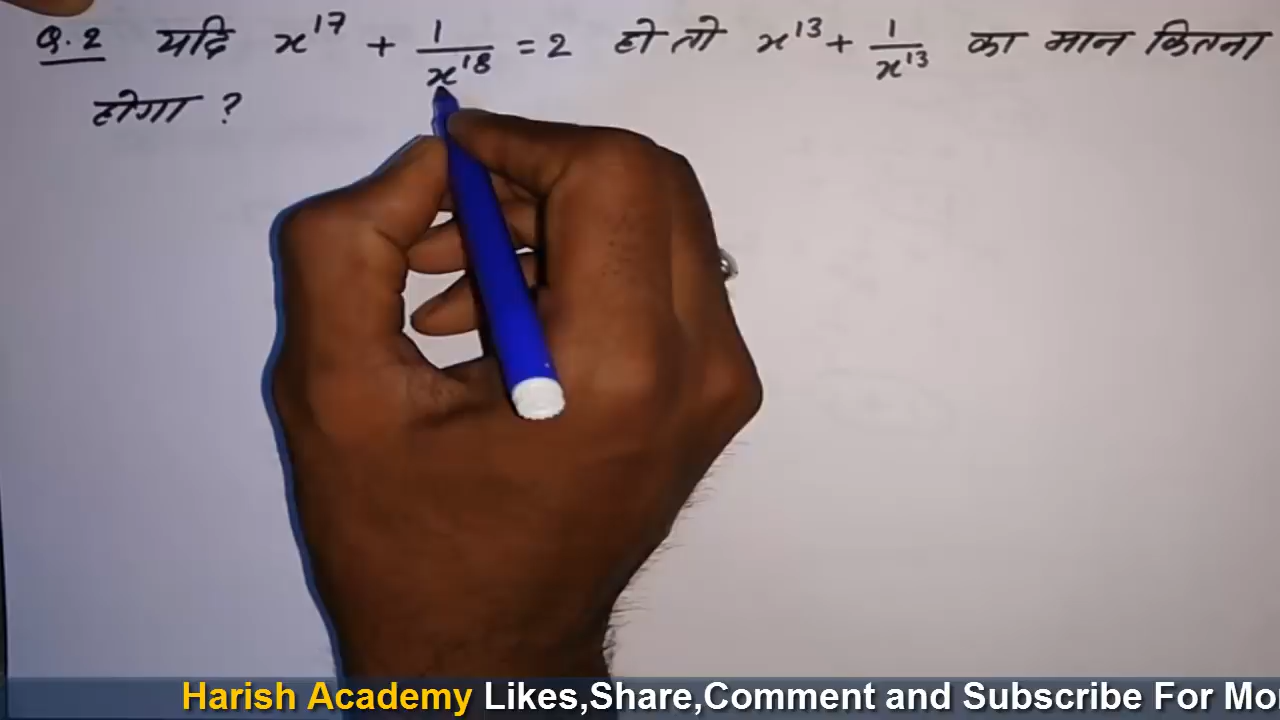 Q.2 यदि x¹⁷ + 1/x¹⁸ = 2 हो तो x¹³ + 1/x¹³ का मान कितना
होगा ?
Harish Academy Likes,Share,Comment and Subscribe For Mo